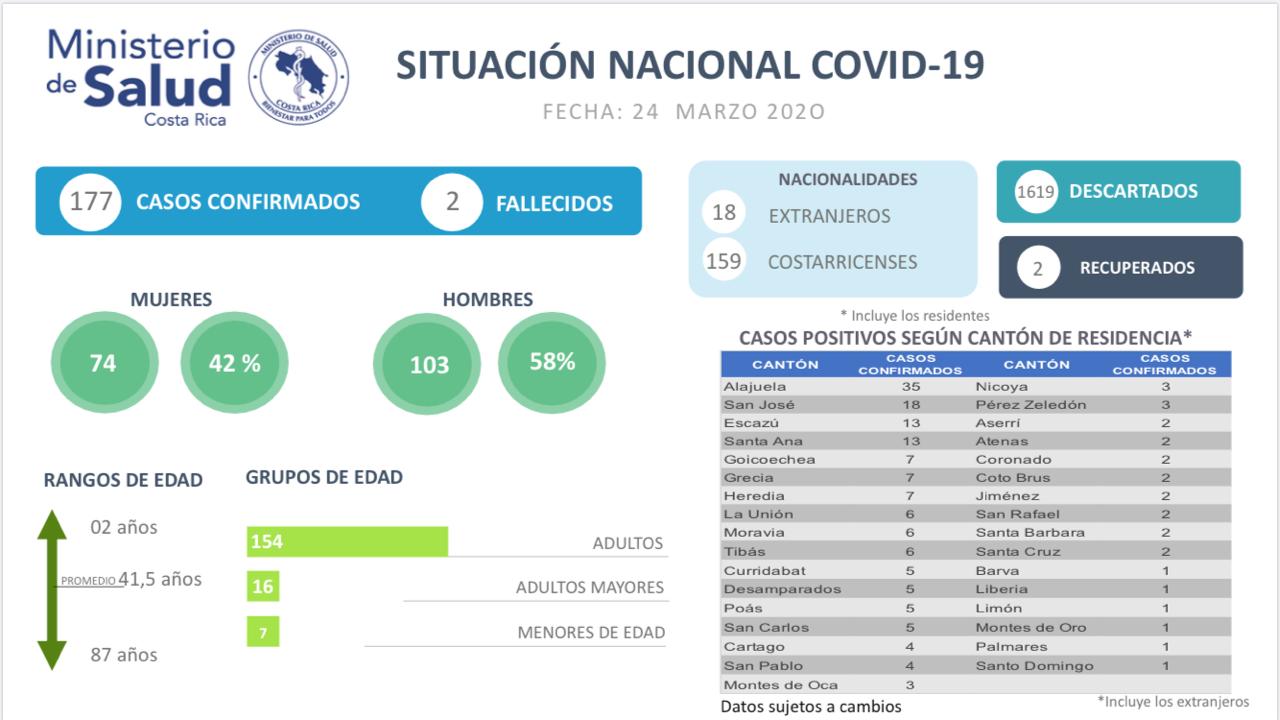 Ministerio
de Salud
Costa Rica
MINISTERIO DE SALUD
COSTA RICA
BIENESTAR PARA TODOS
SITUACIÓN NACIONAL COVID-19
FECHA: 24 MARZO 202O
177 CASOS CONFIRMADOS 2 FALLECIDOS
NACIONALIDADES
18 EXTRANJEROS
159 COSTARRICENSES
1619 DESCARTADOS
2 RECUPERADOS
* Incluye los residentes
MUJERES HOMBRES
74 42 % 103 58%
RANGOS DE EDAD
02 años
PROMEDIO 41,5 años
87 años
GRUPOS DE EDAD
154 ADULTOS
16 ADULTOS MAYORES
7 MENORES DE EDAD
CASOS POSITIVOS SEGÚN CANTÓN DE RESIDENCIA*
CANTÓN CASOS CONFIRMADOS CANTÓN CASOS CONFIRMADOS
Alajuela 35 Nicoya 3
San José 18 Pérez Zeledón 3
Escazú 13 Aserrí 2
Santa Ana 13 Atenas 2
Goicoechea 7 Coronado 2
Grecia 7 Coto Brus 2
Heredia 7 Jiménez 2
La Unión 6 San Rafael 2
Moravia 6 Santa Barbara 2
Tibás 6 Santa Cruz 2
Curridabat 5 Barva 1
Desamparados 5 Liberia 1
Poás 5 Limón 1
San Carlos 5 Montes de Oro 1
Cartago 4 Palmares 1
San Pablo 4 Santo Domingo 1
Montes de Oca 3
Datos sujetos a cambios
*Incluye los extranjeros